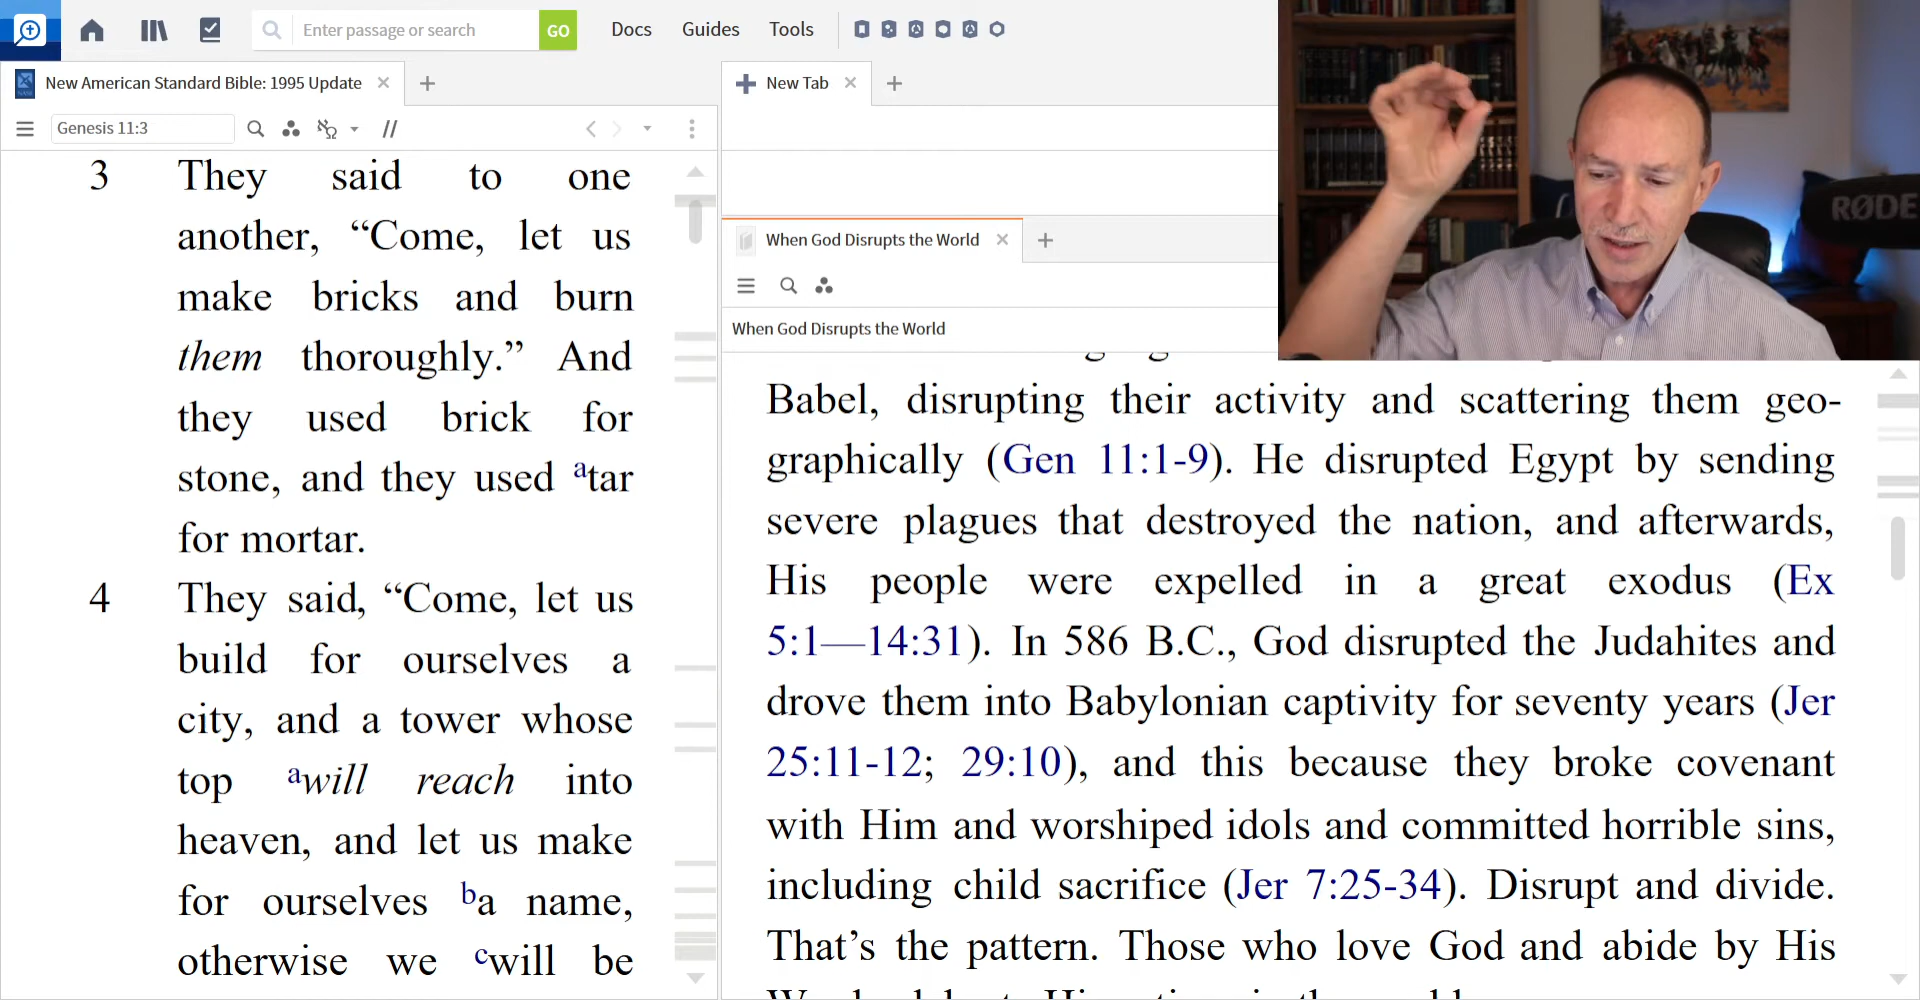 Enter passage or search
GO
Docs
Guides
Tools
New American Standard Bible: 1995 Update
New Tab
Genesis 11:3
3 They said to one
another, “Come, let us
make bricks and burn
them thoroughly.” And
they used brick for
stone, and they used ᵃtar
for mortar.
4 They said, “Come, let us
build for ourselves a
city, and a tower whose
top ᵃwill reach into
heaven, and let us make
for ourselves ᵇa name,
otherwise we ᶜwill be
When God Disrupts the World
When God Disrupts the World
Babel, disrupting their activity and scattering them geo-
graphically (Gen 11:1-9). He disrupted Egypt by sending
severe plagues that destroyed the nation, and afterwards,
His people were expelled in a great exodus (Ex
5:1—14:31). In 586 B.C., God disrupted the Judahites and
drove them into Babylonian captivity for seventy years (Jer
25:11-12; 29:10), and this because they broke covenant
with Him and worshiped idols and committed horrible sins,
including child sacrifice (Jer 7:25-34). Disrupt and divide.
That’s the pattern. Those who love God and abide by His
RØDE